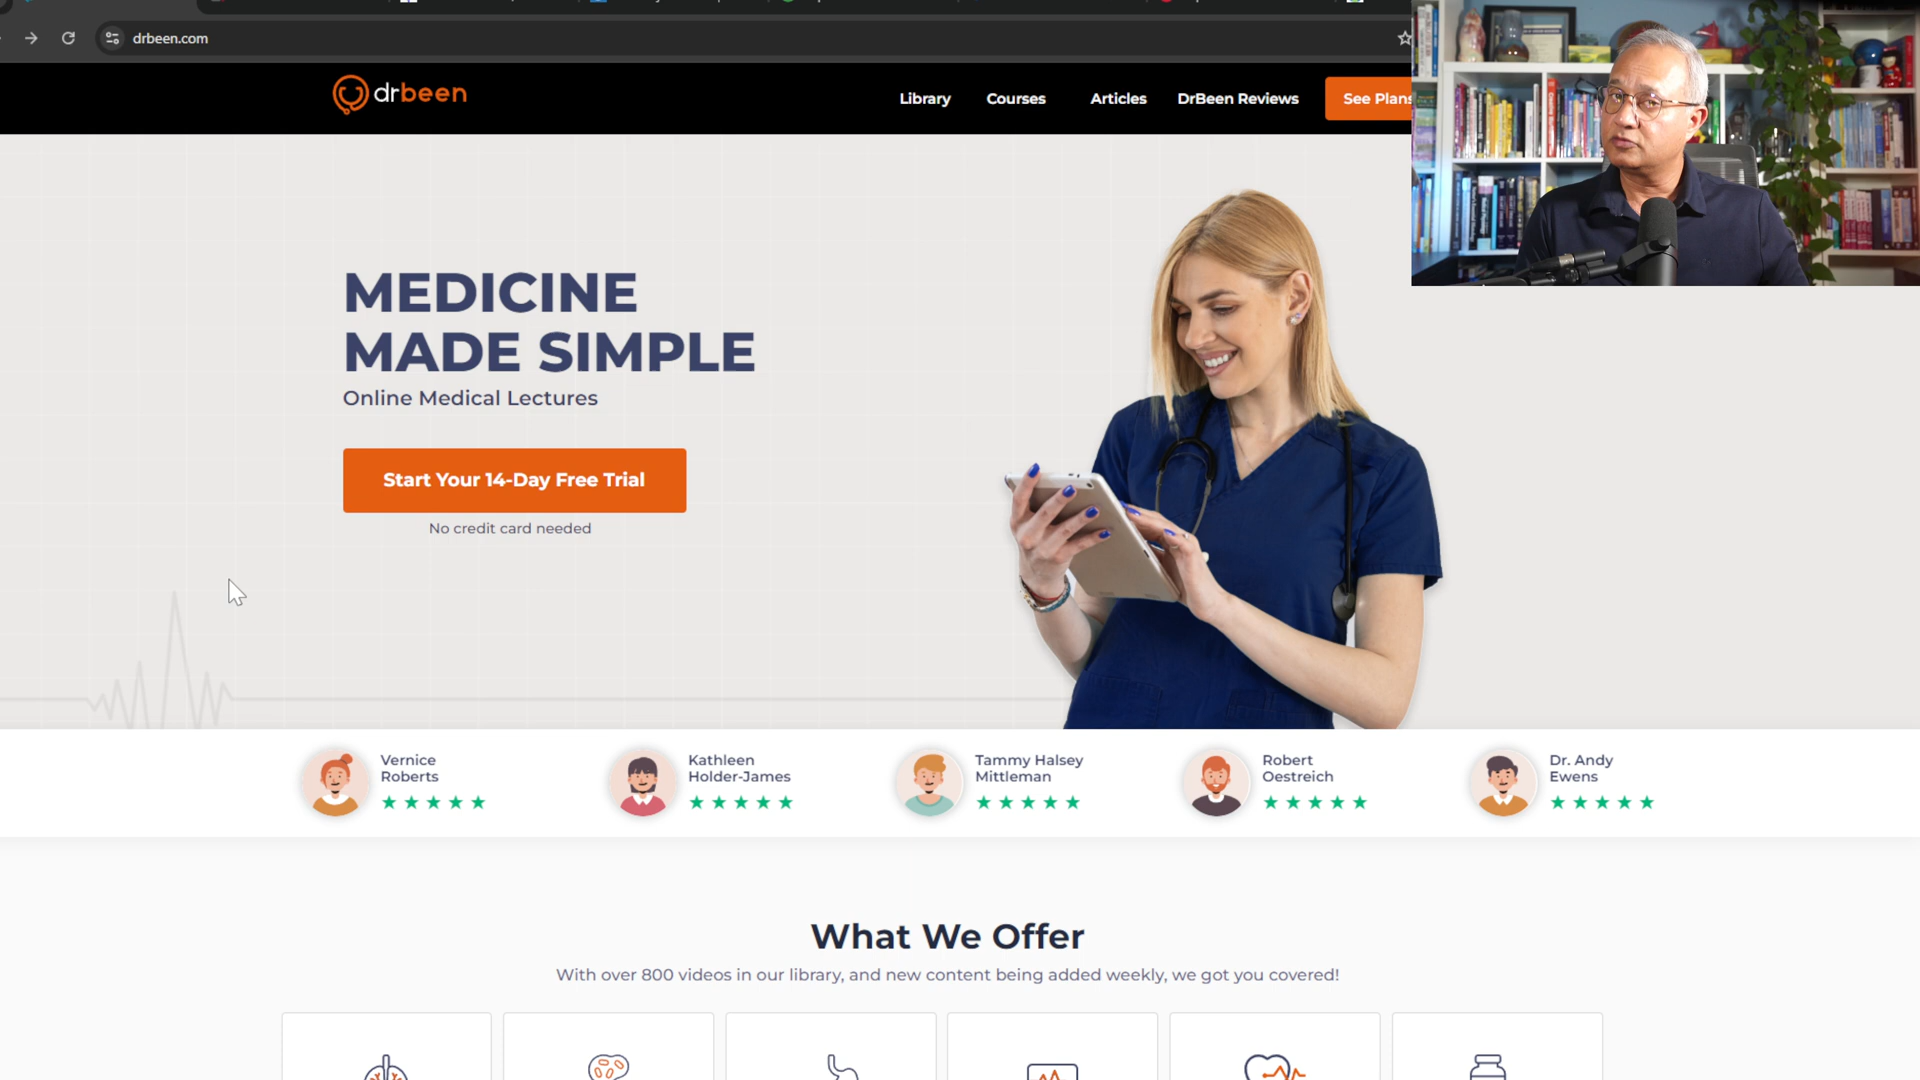 drbeen.com
drbeen
Library
Courses
Articles
DrBeen Reviews
See Plans
MEDICINE
MADE SIMPLE
Online Medical Lectures
Start Your 14-Day Free Trial
No credit card needed
Vernice
Roberts
Kathleen
Holder-James
Tammy Halsey
Mittleman
Robert
Oestreich
Dr. Andy
Ewens
What We Offer
With over 800 videos in our library, and new content being added weekly, we got you covered!